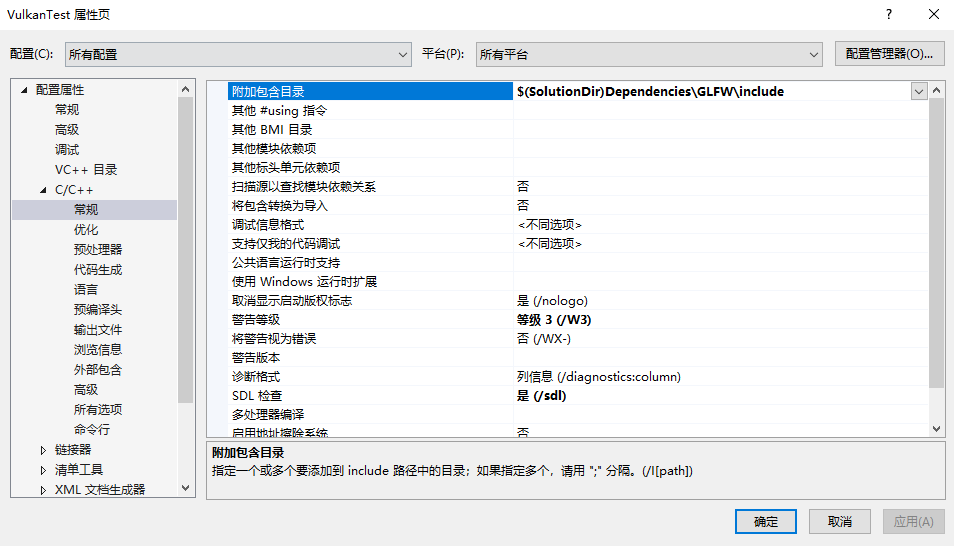 VulkanTest 属性页
配置(C): 所有配置 平台(P): 所有平台 配置管理器(O)...
配置属性
常规
高级
调试
VC++ 目录
C/C++
常规
优化
预处理器
代码生成
语言
预编译头
输出文件
浏览信息
外部包含
高级
所有选项
命令行
链接器
清单工具
XML 文档生成器
附加包含目录 $(SolutionDir)Dependencies\GLFW\include
其他 #using 指令
其他 BMI 目录
其他模块依赖项
其他标头单元依赖项
扫描源以查找模块依赖关系 否
将包含转换为导入 否
调试信息格式 <不同选项>
支持仅我的代码调试 <不同选项>
公共语言运行时支持
使用 Windows 运行时扩展
取消显示启动版权标志 是 (/nologo)
警告等级 等级 3 (/W3)
将警告视为错误 否 (/WX-)
警告版本
诊断格式 列信息 (/diagnostics:column)
SDL 检查 是 (/sdl)
多处理器编译
启用地址擦除系统 否
附加包含目录
指定一个或多个要添加到 include 路径中的目录；如果指定多个，请用 ";" 分隔。(/I[path])
确定 取消 应用(A)